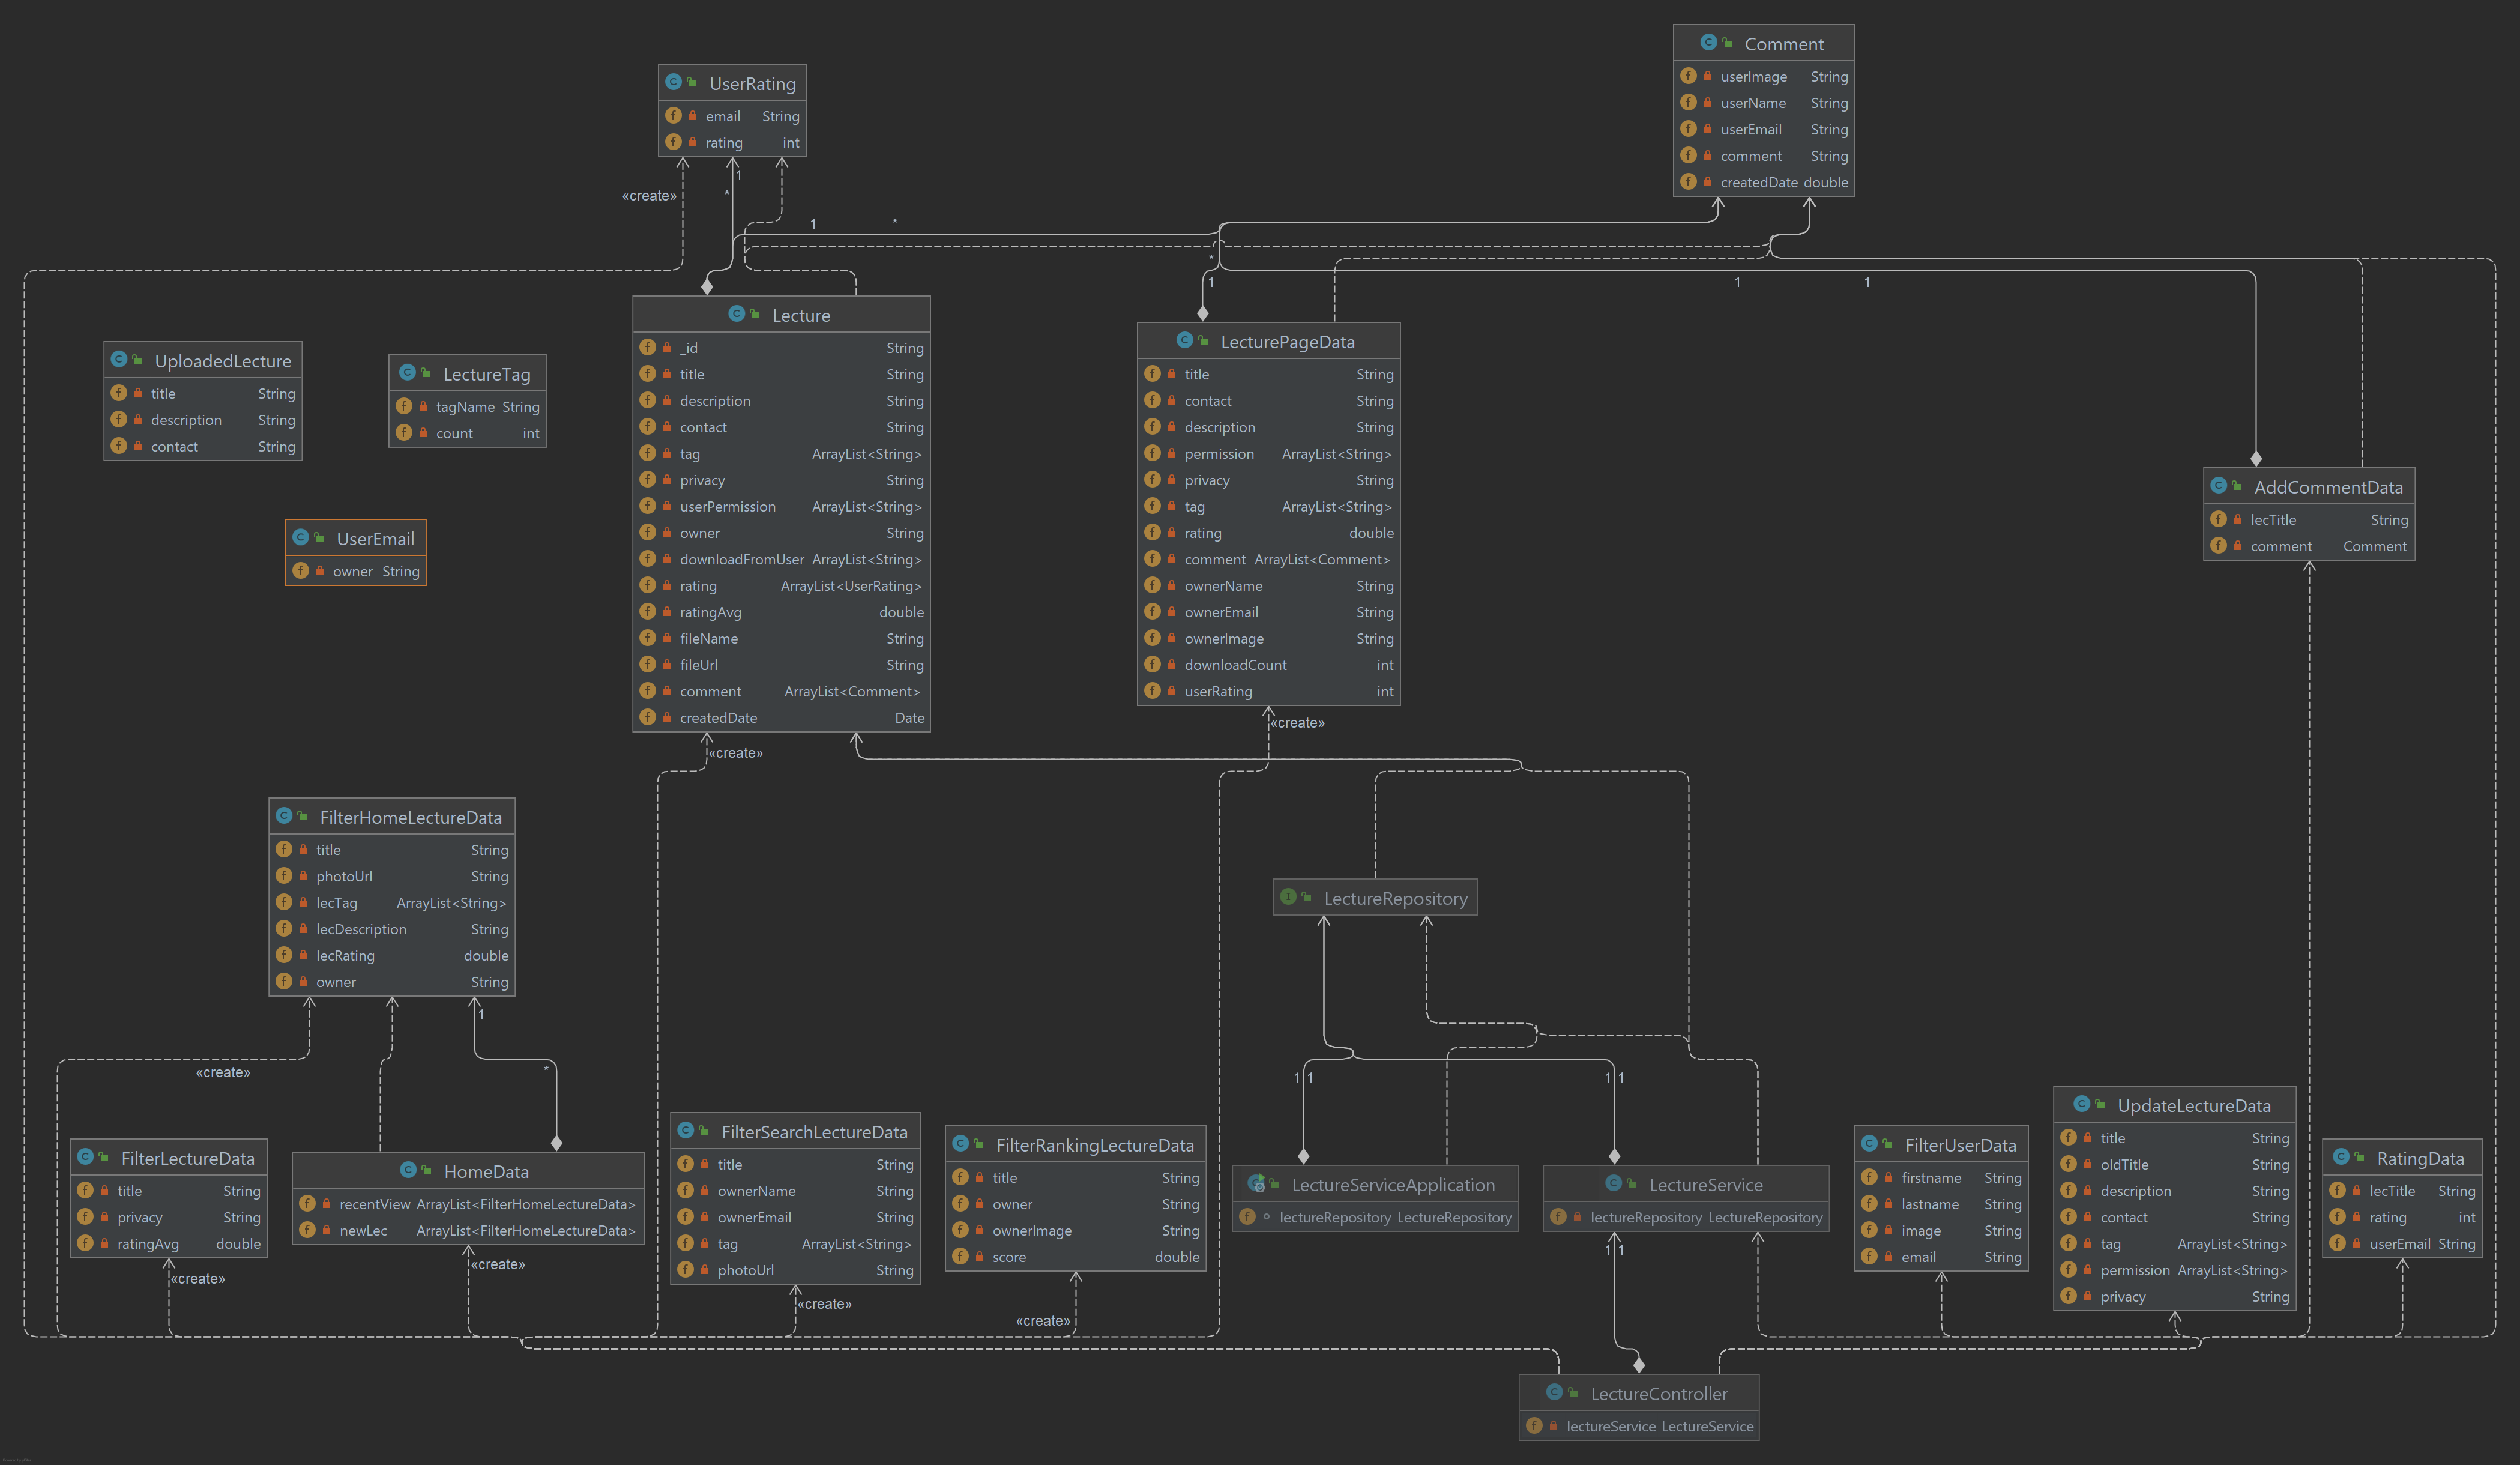 Comment
userImage String
userName String
userEmail String
comment String
createdDate double
UserRating
email String
rating int
«create»
1
*
1
*
*
1
1
1
Lecture
_id String
title String
description String
contact String
tag ArrayList<String>
privacy String
userPermission ArrayList<String>
owner String
downloadFromUser ArrayList<String>
rating ArrayList<UserRating>
ratingAvg double
fileName String
fileUrl String
comment ArrayList<Comment>
createdDate Date
LecturePageData
title String
contact String
description String
permission ArrayList<String>
privacy String
tag ArrayList<String>
rating double
comment ArrayList<Comment>
ownerName String
ownerEmail String
ownerImage String
downloadCount int
userRating int
UploadedLecture
title String
description String
contact String
LectureTag
tagName String
count int
AddCommentData
lecTitle String
comment Comment
UserEmail
owner String
«create»
«create»
FilterHomeLectureData
title String
photoUrl String
lecTag ArrayList<String>
lecDescription String
lecRating double
owner String
LectureRepository
1
«create»
*
1 1
1 1
FilterLectureData
title String
privacy String
ratingAvg double
HomeData
recentView ArrayList<FilterHomeLectureData>
newLec ArrayList<FilterHomeLectureData>
FilterSearchLectureData
title String
ownerName String
ownerEmail String
tag ArrayList<String>
photoUrl String
FilterRankingLectureData
title String
owner String
ownerImage String
score double
LectureServiceApplication
lectureRepository LectureRepository
LectureService
lectureRepository LectureRepository
FilterUserData
firstname String
lastname String
image String
email String
UpdateLectureData
title String
oldTitle String
description String
contact String
tag ArrayList<String>
permission ArrayList<String>
privacy String
RatingData
lecTitle String
rating int
userEmail String
«create»
«create»
«create»
«create»
1 1
LectureController
lectureService LectureService